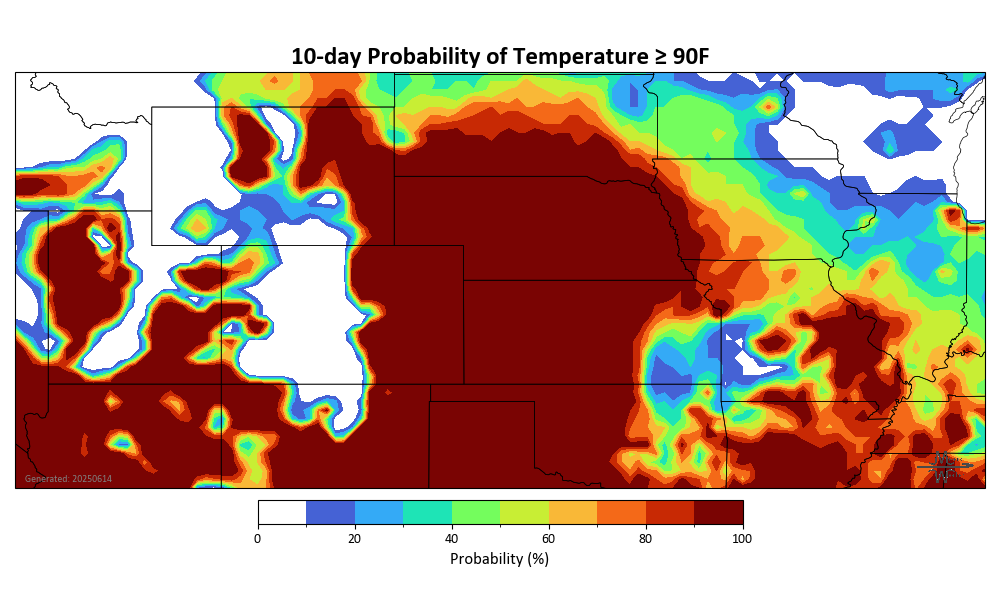 10-day Probability of Temperature ≥ 90F
Generated: 20250614
0 20 40 60 80 100
Probability (%)